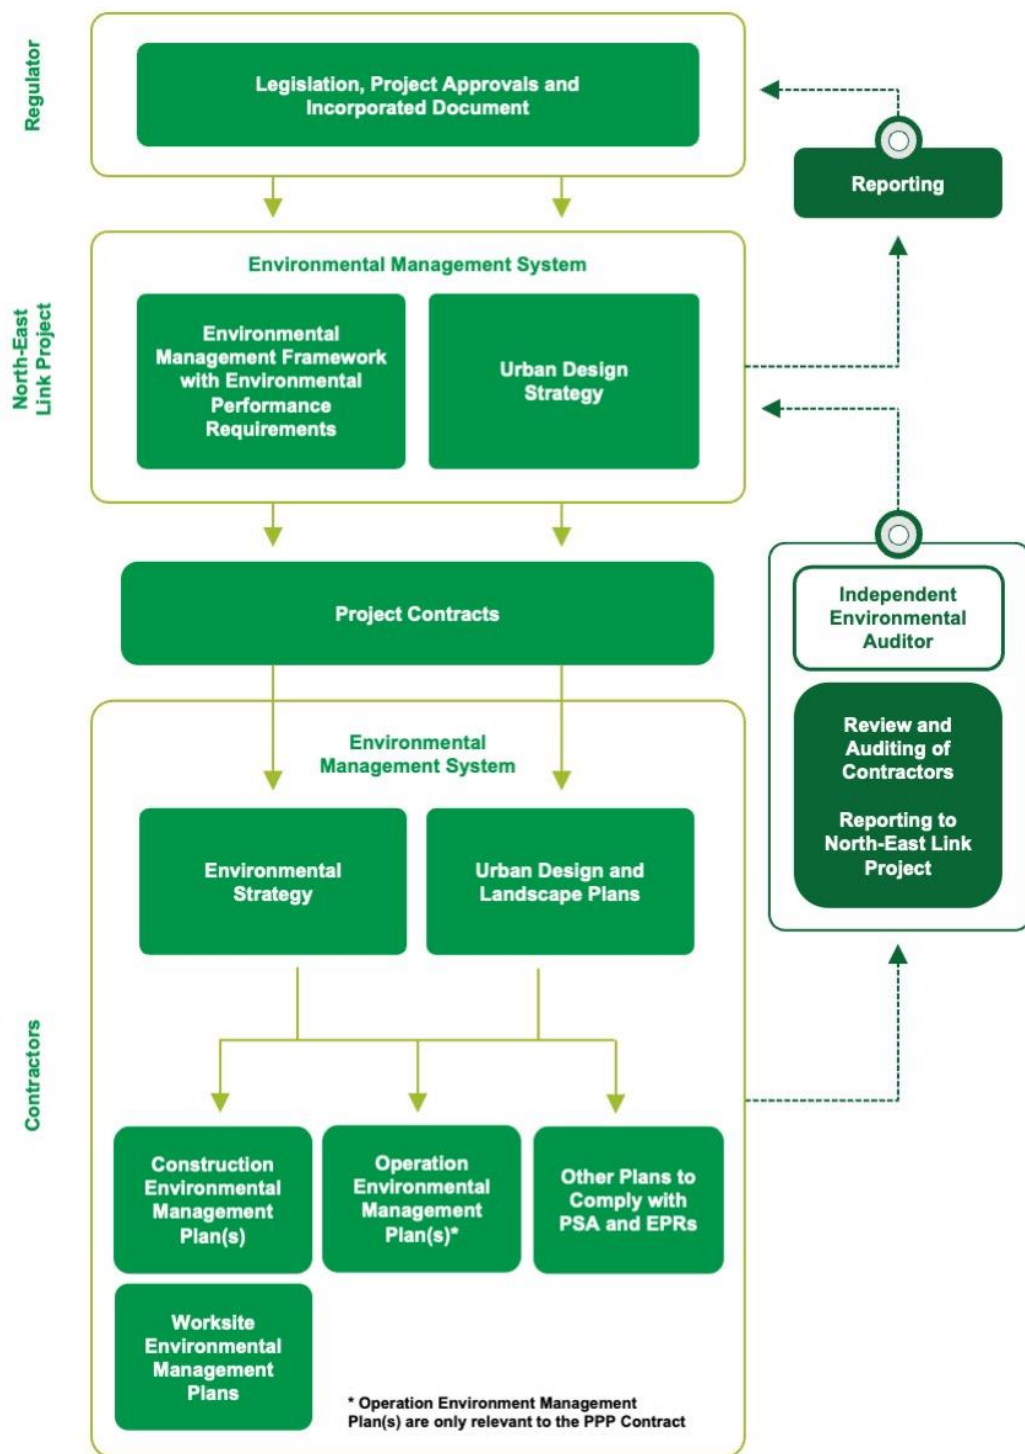 Regulator
Legislation, Project Approvals and
Incorporated Document
Reporting
North-East
Link Project
Environmental Management System
Environmental
Management Framework
with Environmental
Performance
Requirements
Urban Design
Strategy
Project Contracts
Independent
Environmental
Auditor
Review and
Auditing of
Contractors
Reporting to
North-East Link
Project
Contractors
Environmental
Management System
Environmental
Strategy
Urban Design and
Landscape Plans
Construction
Environmental
Management
Plan(s)
Operation
Environmental
Management
Plan(s)*
Other Plans to
Comply with
PSA and EPRs
Worksite
Environmental
Management
Plans
* Operation Environment Management
Plan(s) are only relevant to the PPP Contract